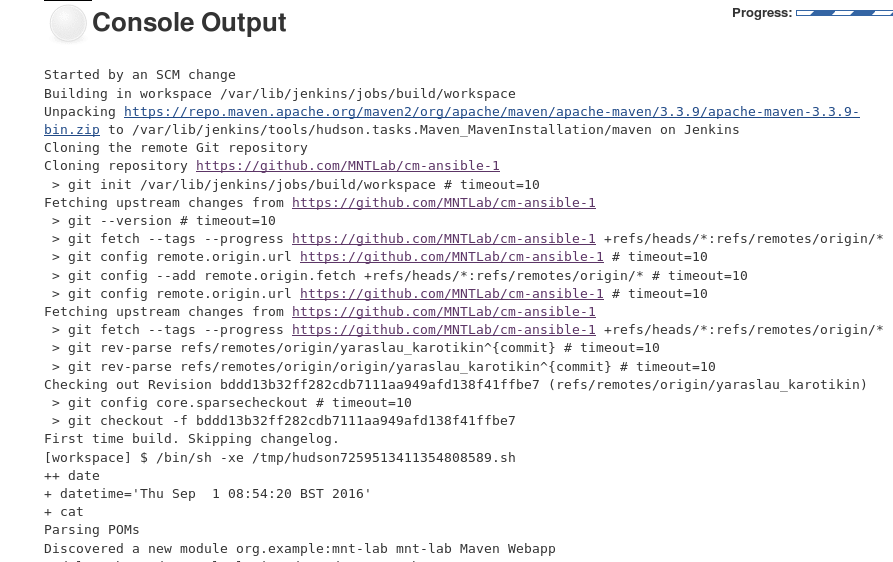 Console Output
Progress:
Started by an SCM change
Building in workspace /var/lib/jenkins/jobs/build/workspace
Unpacking https://repo.maven.apache.org/maven2/org/apache/maven/apache-maven/3.3.9/apache-maven-3.3.9-
bin.zip to /var/lib/jenkins/tools/hudson.tasks.Maven_MavenInstallation/maven on Jenkins
Cloning the remote Git repository
Cloning repository https://github.com/MNTLab/cm-ansible-1
 > git init /var/lib/jenkins/jobs/build/workspace # timeout=10
Fetching upstream changes from https://github.com/MNTLab/cm-ansible-1
 > git --version # timeout=10
 > git fetch --tags --progress https://github.com/MNTLab/cm-ansible-1 +refs/heads/*:refs/remotes/origin/*
 > git config remote.origin.url https://github.com/MNTLab/cm-ansible-1 # timeout=10
 > git config --add remote.origin.fetch +refs/heads/*:refs/remotes/origin/* # timeout=10
 > git config remote.origin.url https://github.com/MNTLab/cm-ansible-1 # timeout=10
Fetching upstream changes from https://github.com/MNTLab/cm-ansible-1
 > git fetch --tags --progress https://github.com/MNTLab/cm-ansible-1 +refs/heads/*:refs/remotes/origin/*
 > git rev-parse refs/remotes/origin/yaraslau_karotikin^{commit} # timeout=10
 > git rev-parse refs/remotes/origin/origin/yaraslau_karotikin^{commit} # timeout=10
Checking out Revision bddd13b32ff282cdb7111aa949afd138f41ffbe7 (refs/remotes/origin/yaraslau_karotikin)
 > git config core.sparsecheckout # timeout=10
 > git checkout -f bddd13b32ff282cdb7111aa949afd138f41ffbe7
First time build. Skipping changelog.
[workspace] $ /bin/sh -xe /tmp/hudson7259513411354808589.sh
++ date
+ datetime='Thu Sep  1 08:54:20 BST 2016'
+ cat
Parsing POMs
Discovered a new module org.example:mnt-lab mnt-lab Maven Webapp